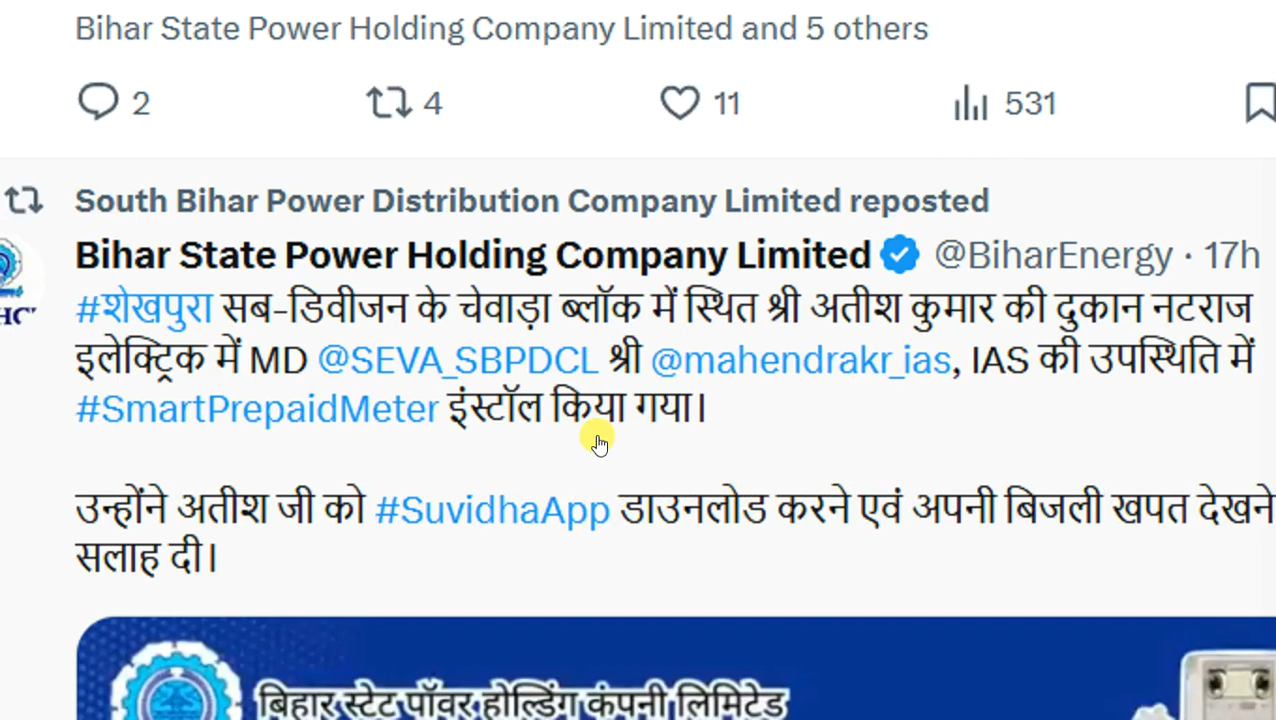 Bihar State Power Holding Company Limited and 5 others
2 4 11 531
South Bihar Power Distribution Company Limited reposted
Bihar State Power Holding Company Limited @BiharEnergy · 17h
#शेखपुरा सब-डिवीजन के चेवाड़ा ब्लॉक में स्थित श्री अतीश कुमार की दुकान नटराज
इलेक्ट्रिक में MD @SEVA_SBPDCL श्री @mahendrakr_ias, IAS की उपस्थिति में
#SmartPrepaidMeter इंस्टॉल किया गया।
उन्होंने अतीश जी को #SuvidhaApp डाउनलोड करने एवं अपनी बिजली खपत देखने
सलाह दी।
बिहार स्टेट पॉवर होल्डिंग कंपनी लिमिटेड